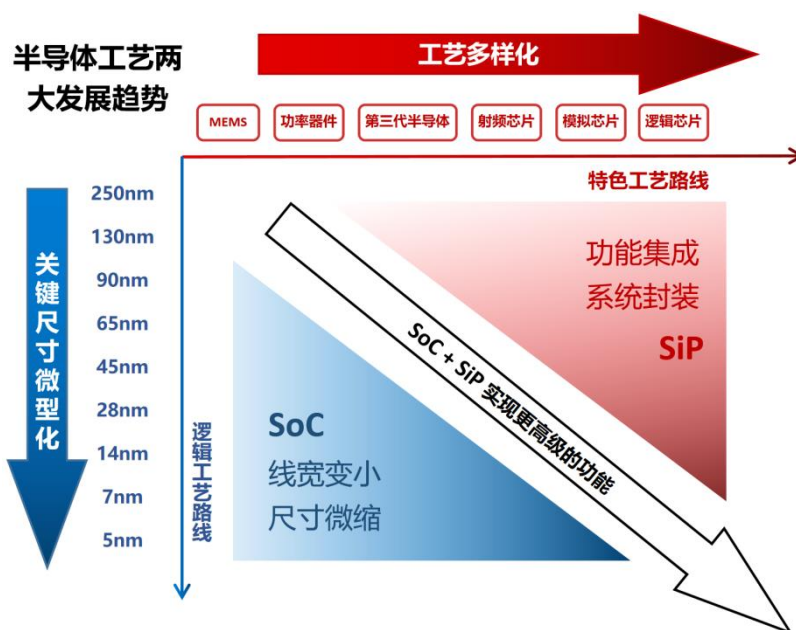 半导体工艺两
大发展趋势
工艺多样化
MEMS
功率器件
第三代半导体
射频芯片
模拟芯片
逻辑芯片
特色工艺路线
关键尺寸微型化
250nm
130nm
90nm
65nm
45nm
28nm
14nm
7nm
5nm
逻辑工艺路线
功能集成
系统封装
SiP
SoC + SiP 实现更高级的功能
SoC
线宽变小
尺寸微缩